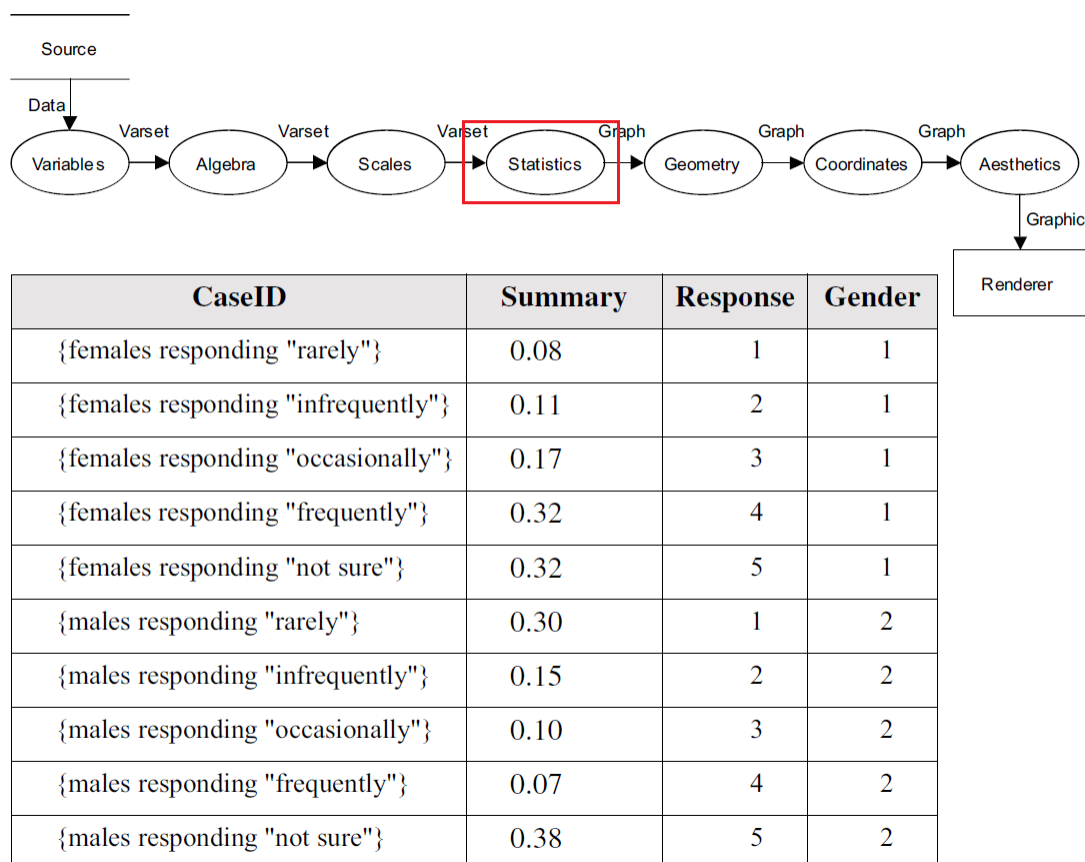 Source
Data
Varset Varset Varset Graph Graph Graph
Variables Algebra Scales Statistics Geometry Coordinates Aesthetics
Graphic
Renderer
CaseID Summary Response Gender
{females responding "rarely"} 0.08 1 1
{females responding "infrequently"} 0.11 2 1
{females responding "occasionally"} 0.17 3 1
{females responding "frequently"} 0.32 4 1
{females responding "not sure"} 0.32 5 1
{males responding "rarely"} 0.30 1 2
{males responding "infrequently"} 0.15 2 2
{males responding "occasionally"} 0.10 3 2
{males responding "frequently"} 0.07 4 2
{males responding "not sure"} 0.38 5 2